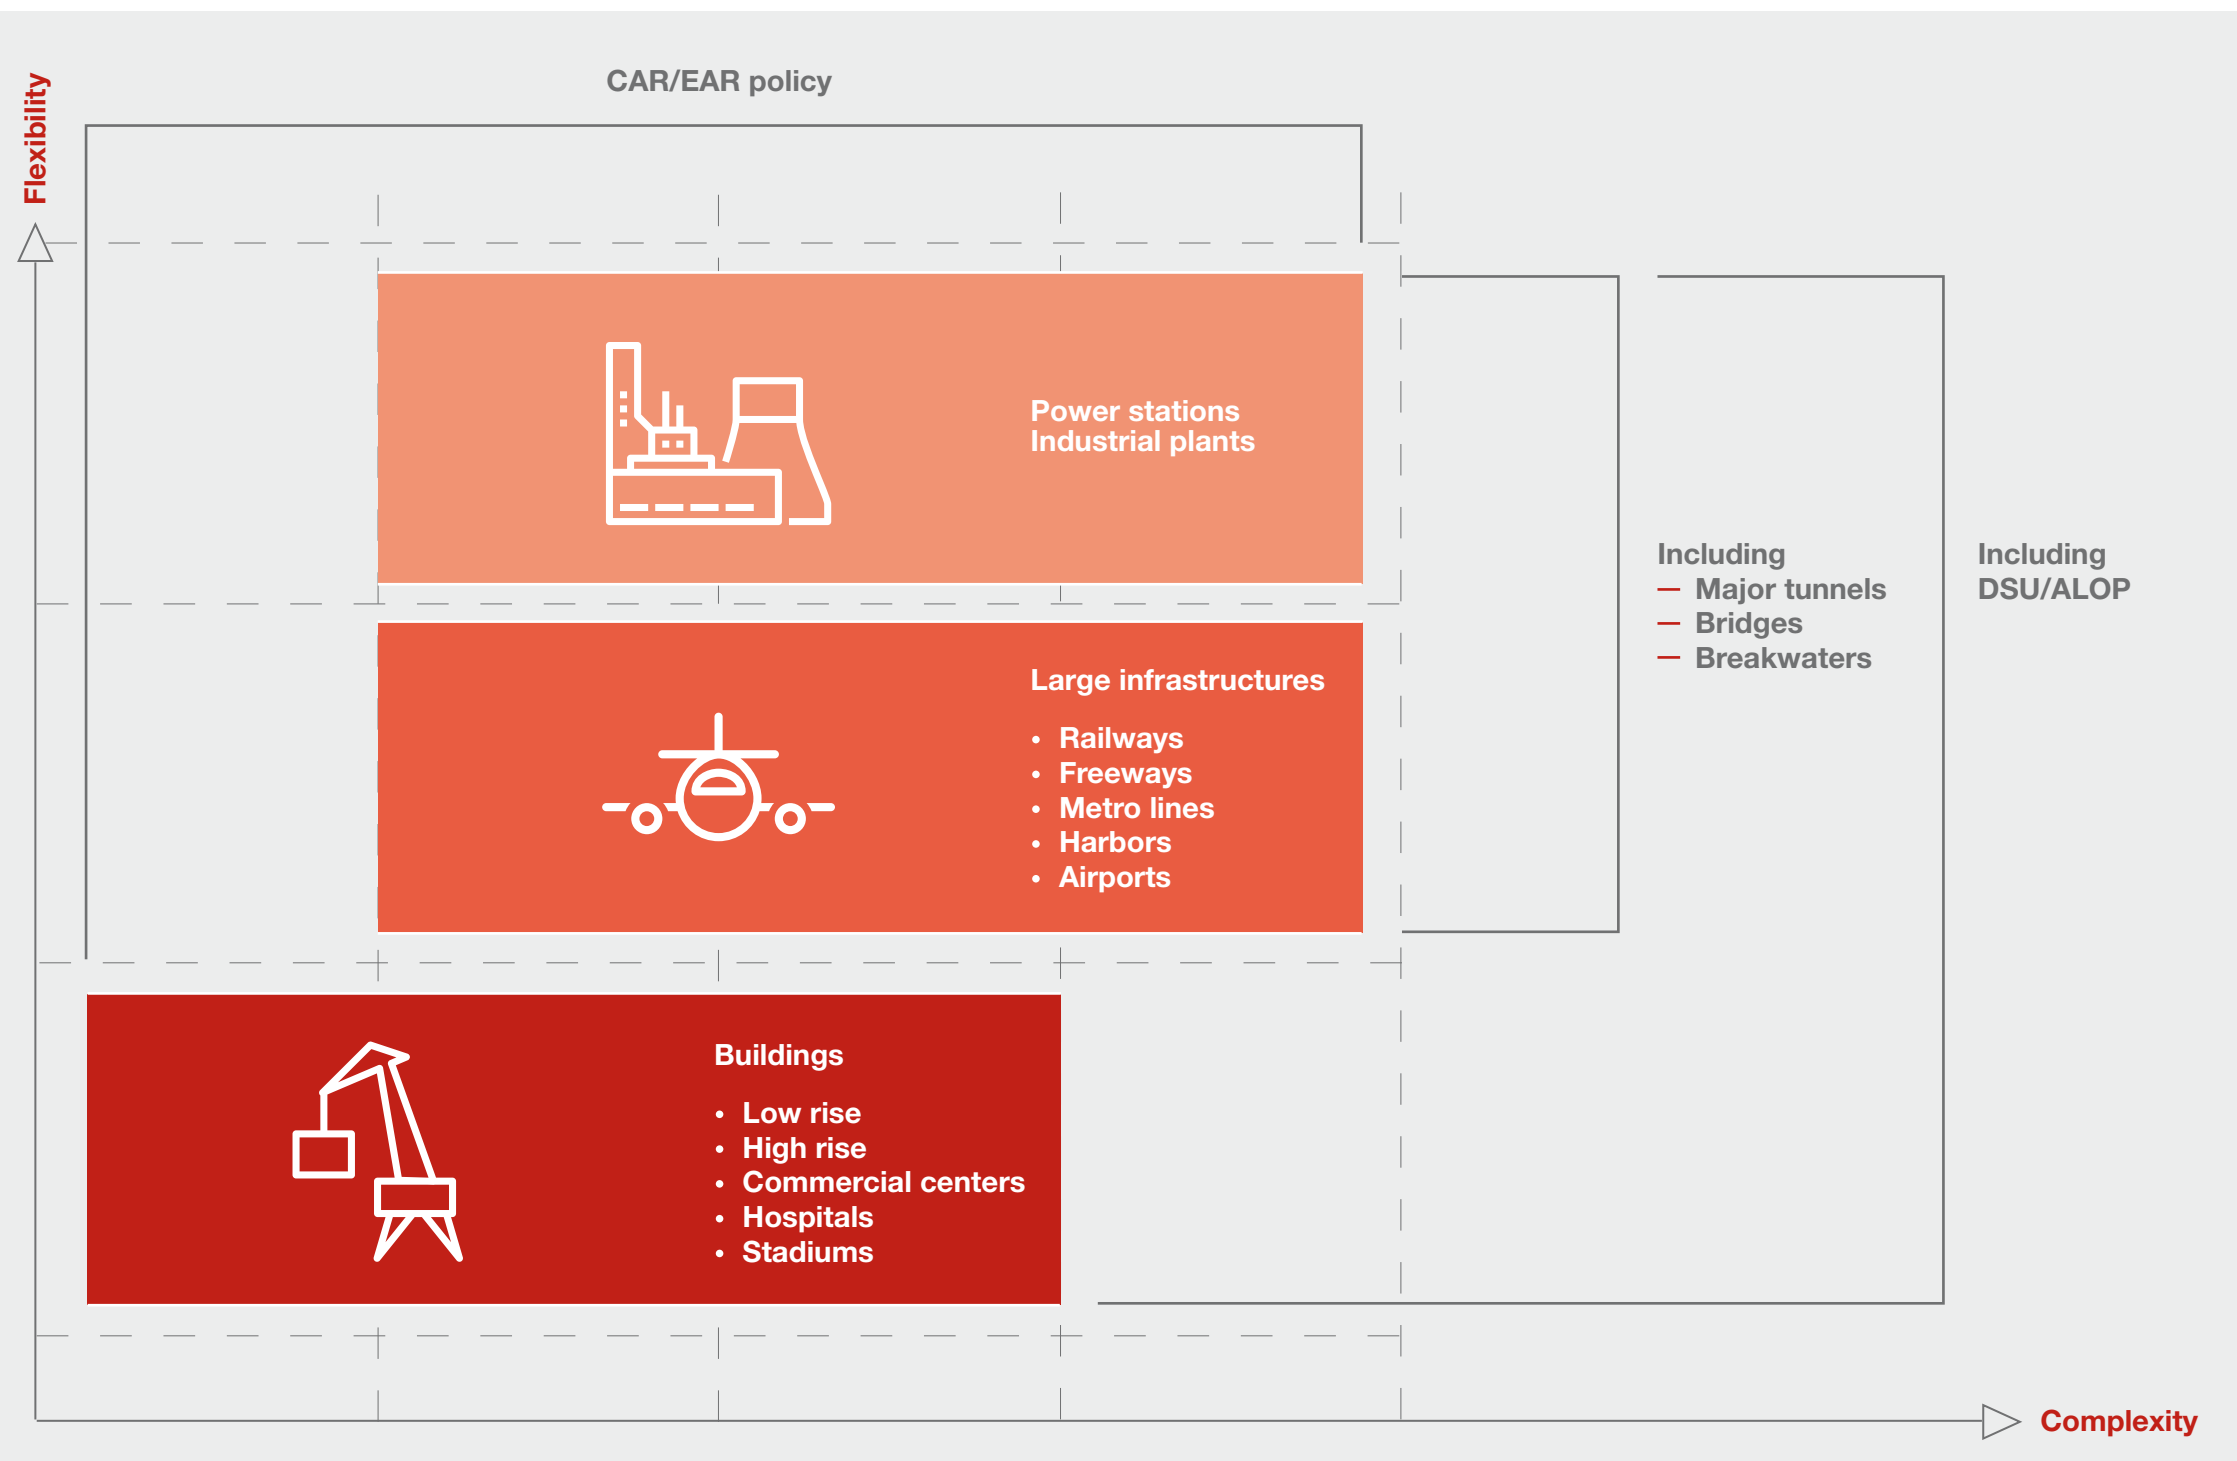 CAR/EAR policy
Flexibility
Power stations
Industrial plants
Large infrastructures
• Railways
• Freeways
• Metro lines
• Harbors
• Airports
Including
— Major tunnels
— Bridges
— Breakwaters
Including
DSU/ALOP
Buildings
• Low rise
• High rise
• Commercial centers
• Hospitals
• Stadiums
Complexity